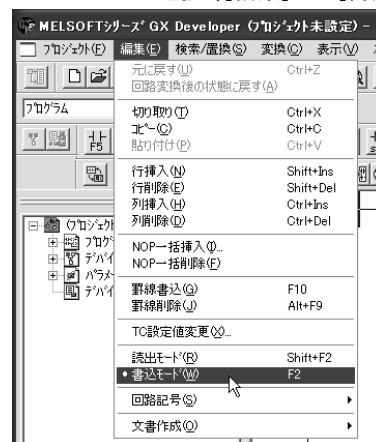 MELSOFTシリーズ GX Developer (プロジェクト未設定) -
プロジェクト(F) 編集(E) 検索/置換(S) 変換(C) 表示(V)
元に戻す(U) Ctrl+Z
回路変換後の状態に戻す(A)
プログラム
切り取り(T) Ctrl+X
コピー(C) Ctrl+C
貼り付け(P) Ctrl+V
F5
行挿入(N) Shift+Ins
行削除(E) Shift+Del
列挿入(H) Ctrl+Ins
列削除(D) Ctrl+Del
NOP一括挿入(I)...
NOP一括削除(F)
罫線書込(G) F10
罫線削除(J) Alt+F9
TC設定値変更(X)...
読出モード(R) Shift+F2
書込モード(W) F2
回路記号(S)
文書作成(O)